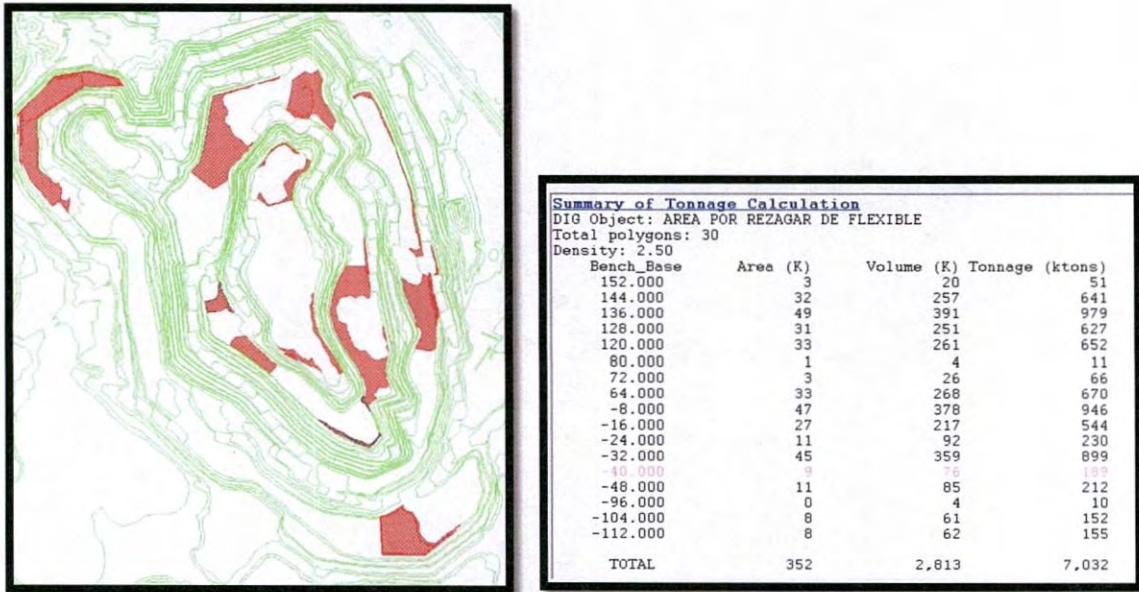 Summary of Tonnage Calculation
DIG Object: AREA POR REZAGAR DE FLEXIBLE
Total polygons: 30
Density: 2.50
Bench_Base Area (K) Volume (K) Tonnage (ktons)
152.000 3 20 51
144.000 32 257 641
136.000 49 391 979
128.000 31 251 627
120.000 33 261 652
80.000 1 4 11
72.000 3 26 66
64.000 33 268 670
-8.000 47 378 946
-16.000 27 217 544
-24.000 11 92 230
-32.000 45 359 899
-40.000 9 76 189
-48.000 11 85 212
-96.000 0 4 10
-104.000 8 61 152
-112.000 8 62 155
TOTAL 352 2,813 7,032